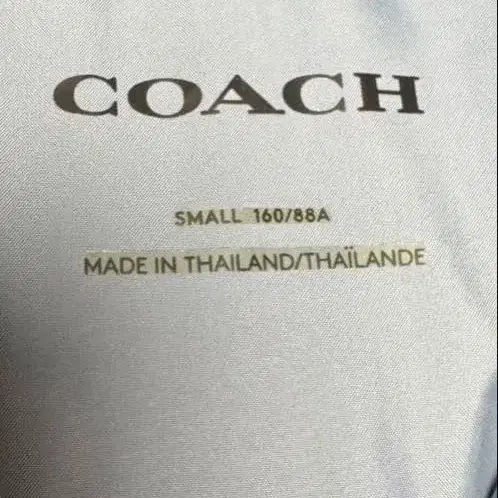 COACH
SMALL 160/88A
MADE IN THAILAND/THAÏLANDE